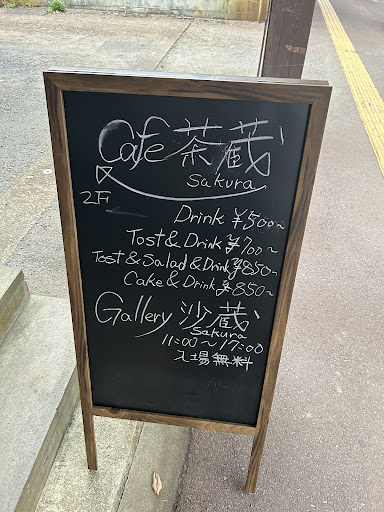 Cafe 茶蔵
sakura
2F
Drink ¥500~
Tost & Drink ¥700~
Tost & Salad & Drink ¥850~
Cake & Drink ¥850~
Gallery 沙蔵
sakura
11:00~17:00
入場無料